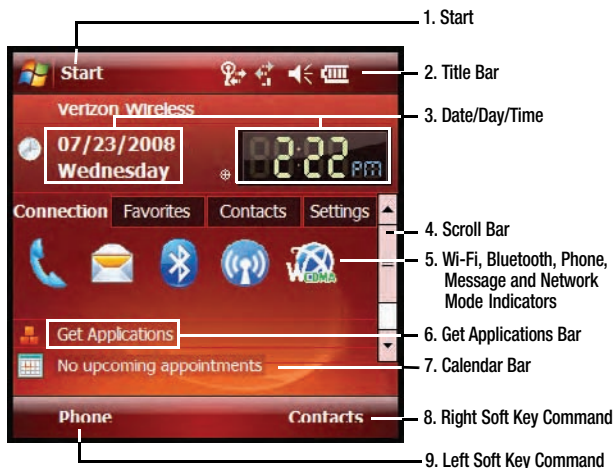 1. Start
Start
2. Title Bar
Verizon Wireless
3. Date/Day/Time
07/23/2008
Wednesday
2:22 PM
Connection Favorites Contacts Settings
4. Scroll Bar
5. Wi-Fi, Bluetooth, Phone,
Message and Network
Mode Indicators
W CDMA
Get Applications
6. Get Applications Bar
No upcoming appointments
7. Calendar Bar
Phone Contacts
8. Right Soft Key Command
9. Left Soft Key Command